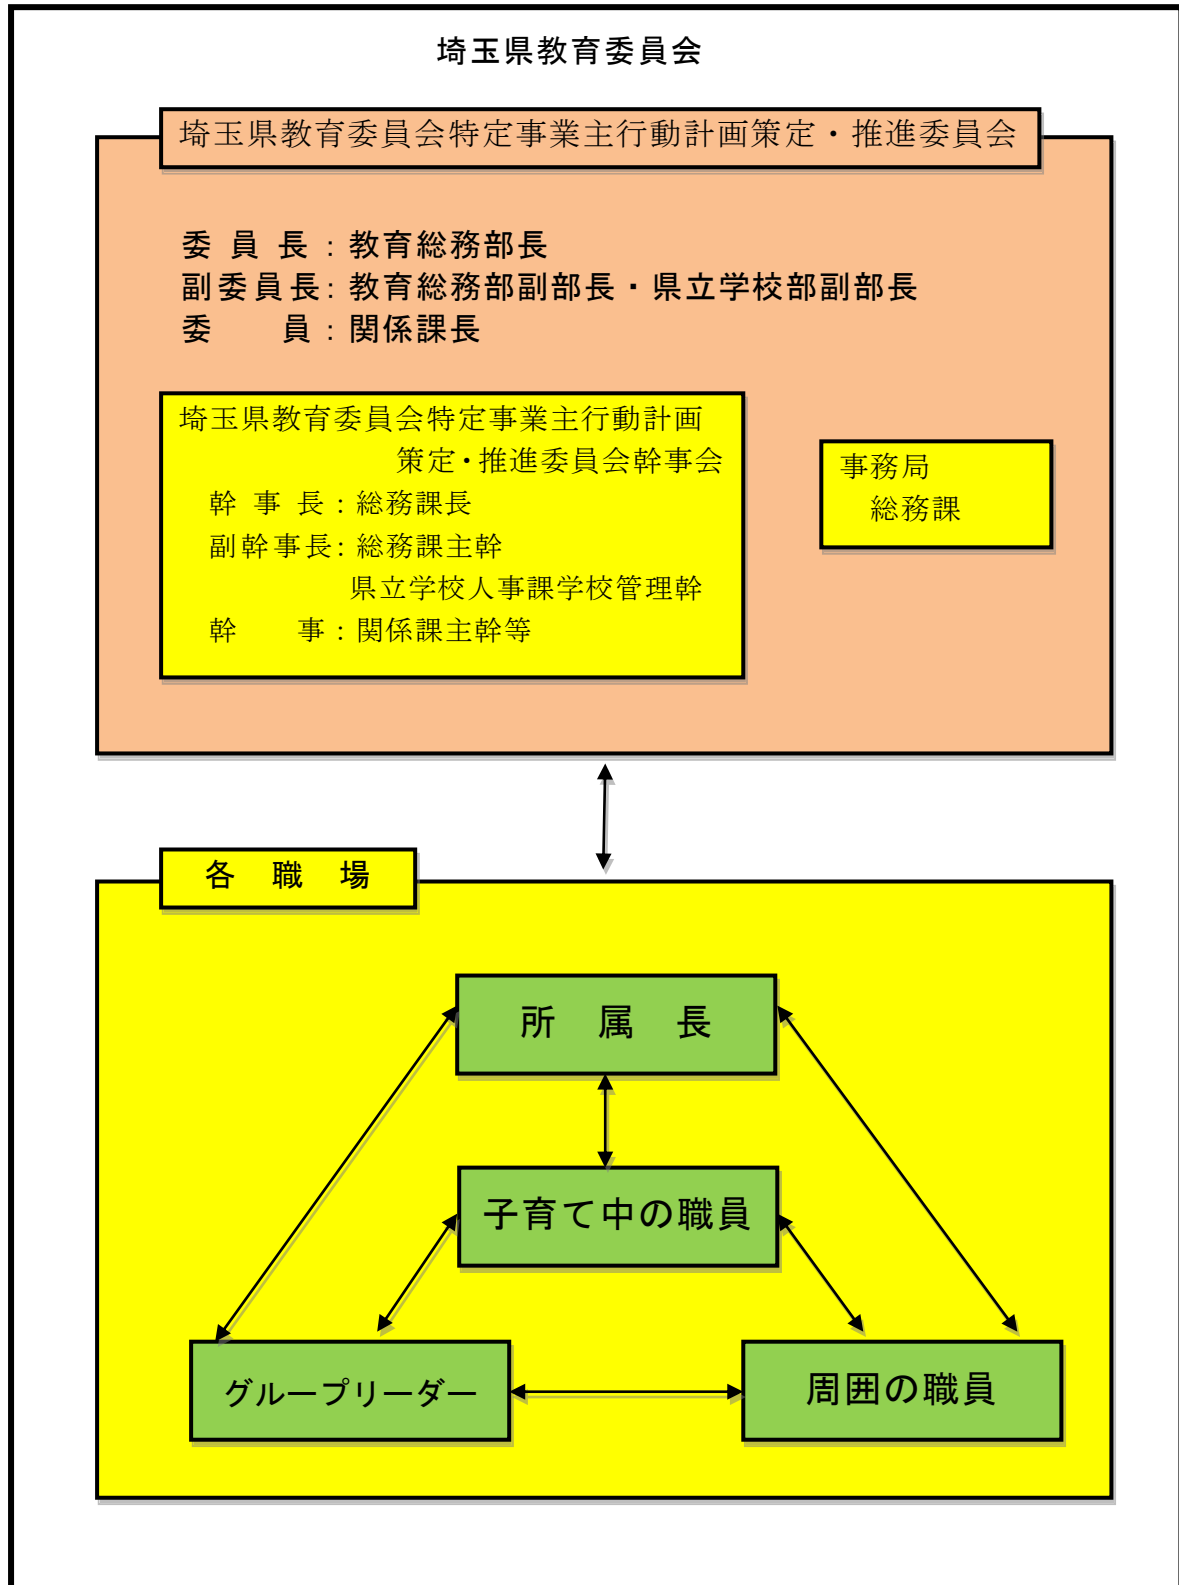 埼玉県教育委員会
埼玉県教育委員会特定事業主行動計画策定・推進委員会
委 員 長：教育総務部長
副委員長：教育総務部副部長・県立学校部副部長
委　　員：関係課長
埼玉県教育委員会特定事業主行動計画
策定・推進委員会幹事会
幹 事 長：総務課長
副幹事長：総務課主幹
県立学校人事課学校管理幹
幹　　事：関係課主幹等
事務局
総務課
各　職　場
所　属　長
子育て中の職員
グループリーダー
周囲の職員